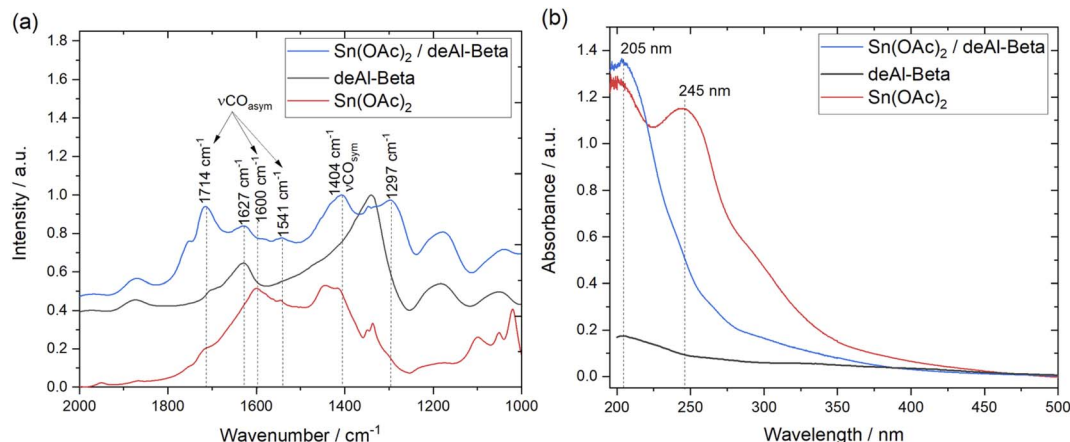 (a)
Sn(OAc)₂ / deAl-Beta
deAl-Beta
Sn(OAc)₂
νCOasym
1714 cm⁻¹
1627 cm⁻¹
1600 cm⁻¹
1541 cm⁻¹
1404 cm⁻¹
νCOsym
1297 cm⁻¹
Intensity / a.u.
1.8
1.6
1.4
1.2
1.0
0.8
0.6
0.4
0.2
0.0
2000
1800
1600
1400
1200
1000
Wavenumber / cm⁻¹
(b)
205 nm
245 nm
Sn(OAc)₂ / deAl-Beta
deAl-Beta
Sn(OAc)₂
Absorbance / a.u.
1.4
1.2
1.0
0.8
0.6
0.4
0.2
0.0
200
250
300
350
400
450
500
Wavelength / nm